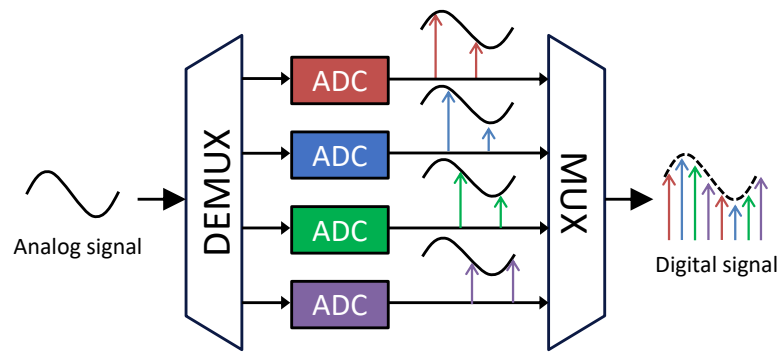 Analog signal
DEMUX
ADC
ADC
ADC
ADC
MUX
Digital signal